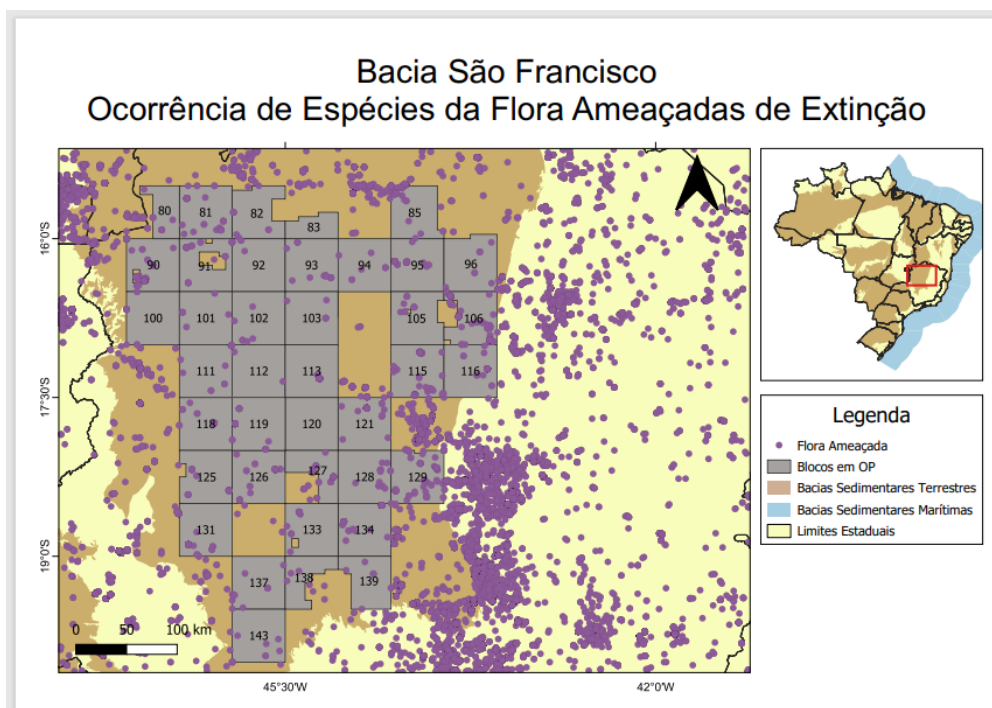 Bacia São Francisco
Ocorrência de Espécies da Flora Ameaçadas de Extinção
80 81 82 83 85
16°0'S
90 91 92 93 94 95 96
100 101 102 103 105 106
111 112 113 115 116
17°30'S
118 119 120 121
125 126 127 128 129
131 133 134
19°0'S
137 138 139
143
0 50 100 km
45°30'W 42°0'W
Legenda
Flora Ameaçada
Blocos em OP
Bacias Sedimentares Terrestres
Bacias Sedimentares Marítimas
Limites Estaduais